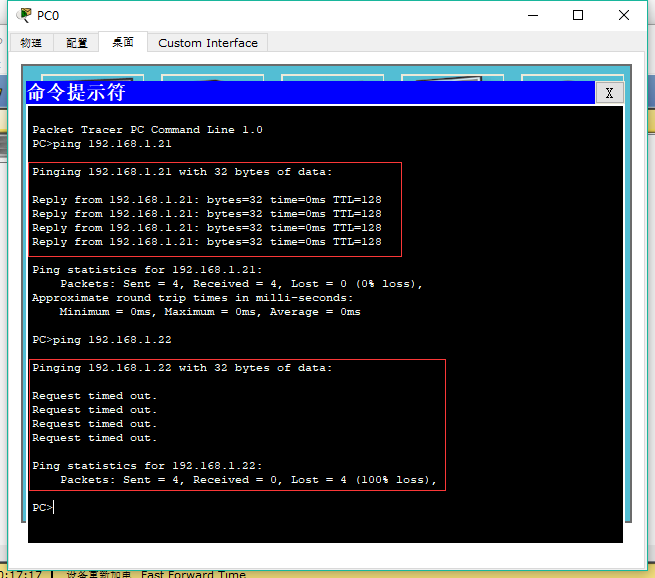 PC0
物理 配置 桌面 Custom Interface
命令提示符 X
Packet Tracer PC Command Line 1.0
PC>ping 192.168.1.21
Pinging 192.168.1.21 with 32 bytes of data:
Reply from 192.168.1.21: bytes=32 time=0ms TTL=128
Reply from 192.168.1.21: bytes=32 time=0ms TTL=128
Reply from 192.168.1.21: bytes=32 time=0ms TTL=128
Reply from 192.168.1.21: bytes=32 time=0ms TTL=128
Ping statistics for 192.168.1.21:
Packets: Sent = 4, Received = 4, Lost = 0 (0% loss),
Approximate round trip times in milli-seconds:
Minimum = 0ms, Maximum = 0ms, Average = 0ms
PC>ping 192.168.1.22
Pinging 192.168.1.22 with 32 bytes of data:
Request timed out.
Request timed out.
Request timed out.
Request timed out.
Ping statistics for 192.168.1.22:
Packets: Sent = 4, Received = 0, Lost = 4 (100% loss),
PC>
0:17:17 设备重新加电 Fast Forward Time